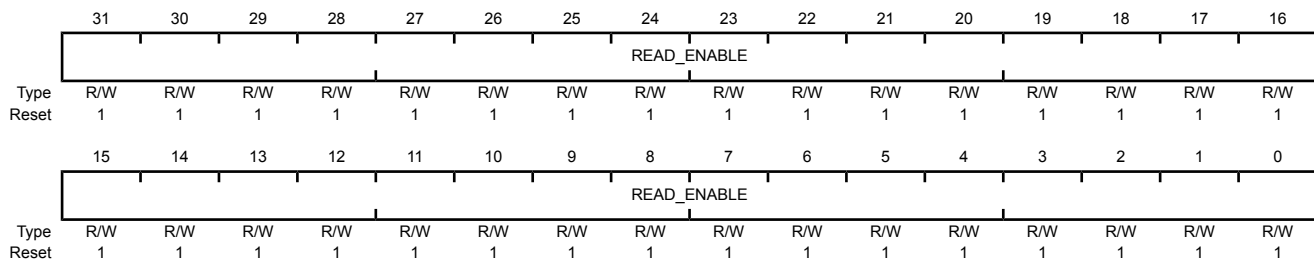 31 30 29 28 27 26 25 24 23 22 21 20 19 18 17 16
READ_ENABLE
Type R/W R/W R/W R/W R/W R/W R/W R/W R/W R/W R/W R/W R/W R/W R/W R/W
Reset 1 1 1 1 1 1 1 1 1 1 1 1 1 1 1 1
15 14 13 12 11 10 9 8 7 6 5 4 3 2 1 0
READ_ENABLE
Type R/W R/W R/W R/W R/W R/W R/W R/W R/W R/W R/W R/W R/W R/W R/W R/W
Reset 1 1 1 1 1 1 1 1 1 1 1 1 1 1 1 1